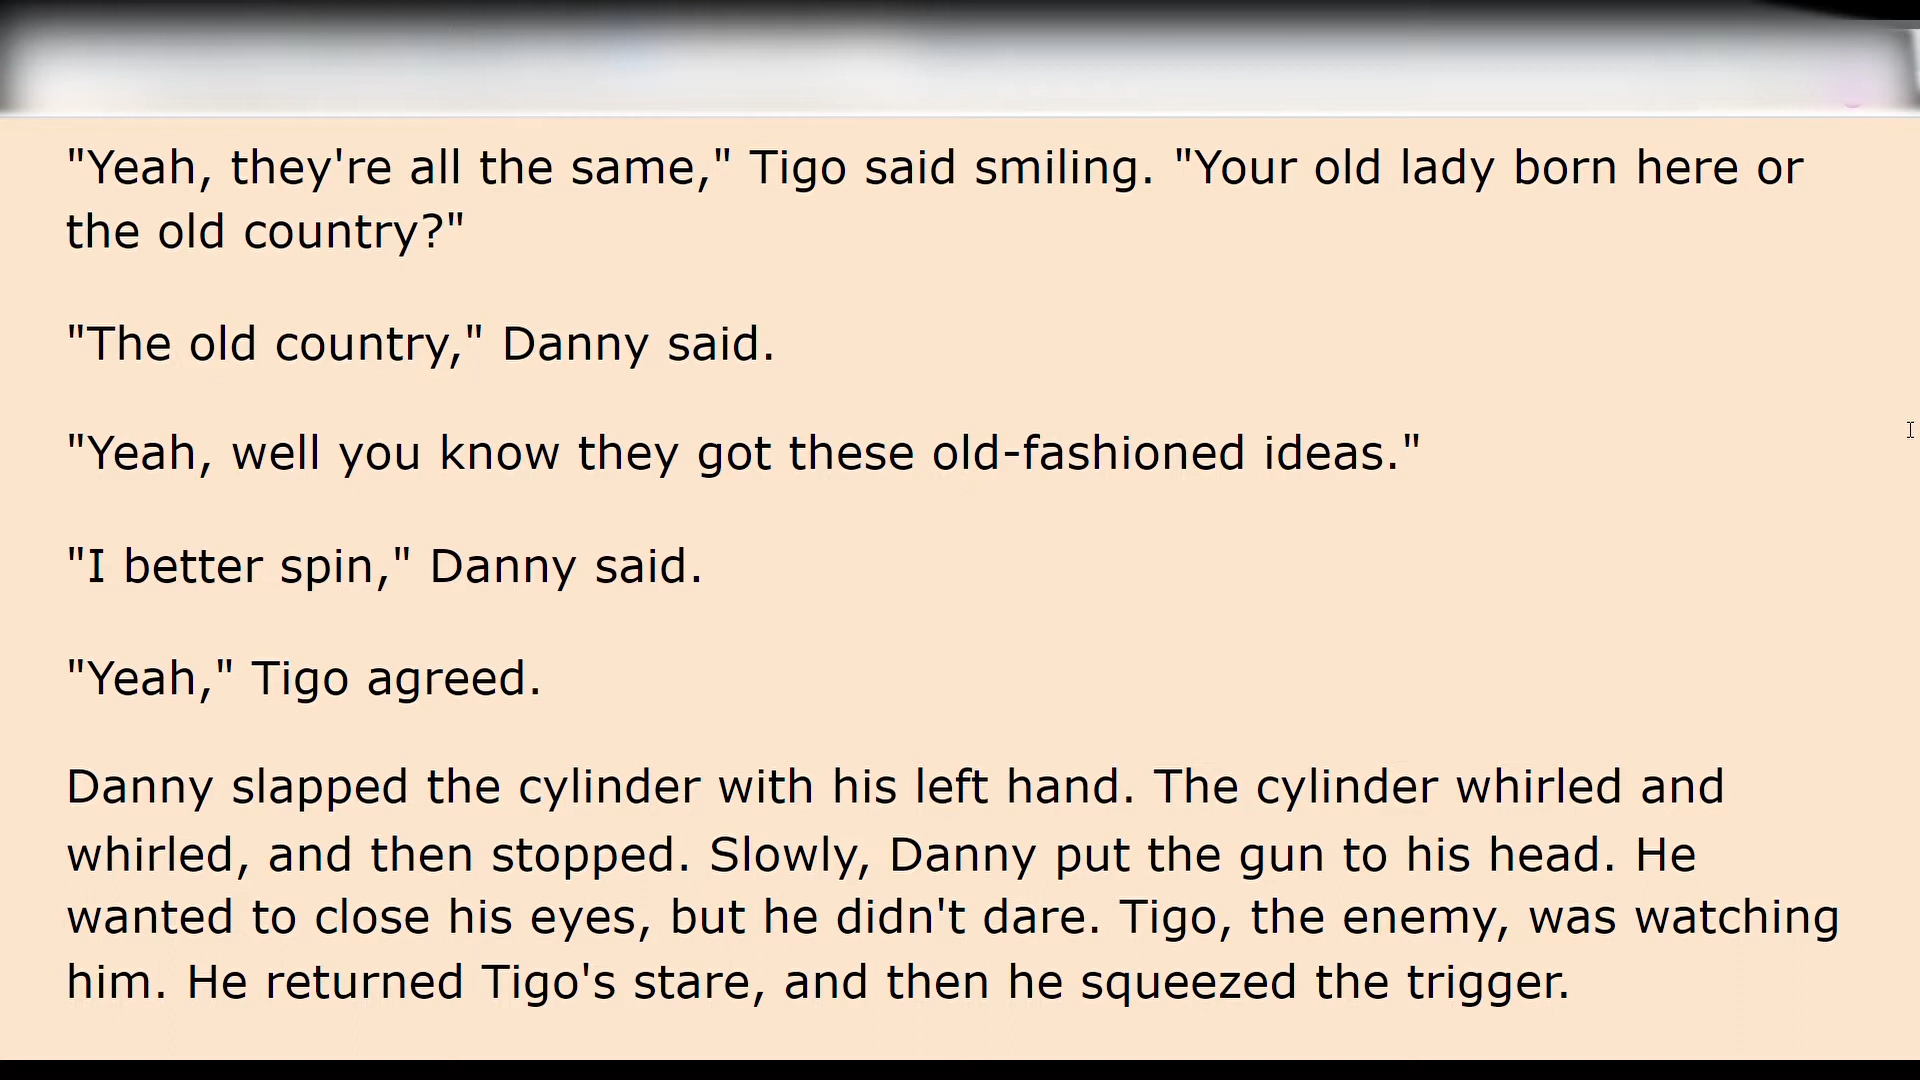 "Yeah, they're all the same," Tigo said smiling. "Your old lady born here or
the old country?"
"The old country," Danny said.
"Yeah, well you know they got these old-fashioned ideas."
"I better spin," Danny said.
"Yeah," Tigo agreed.
Danny slapped the cylinder with his left hand. The cylinder whirled and
whirled, and then stopped. Slowly, Danny put the gun to his head. He
wanted to close his eyes, but he didn't dare. Tigo, the enemy, was watching
him. He returned Tigo's stare, and then he squeezed the trigger.